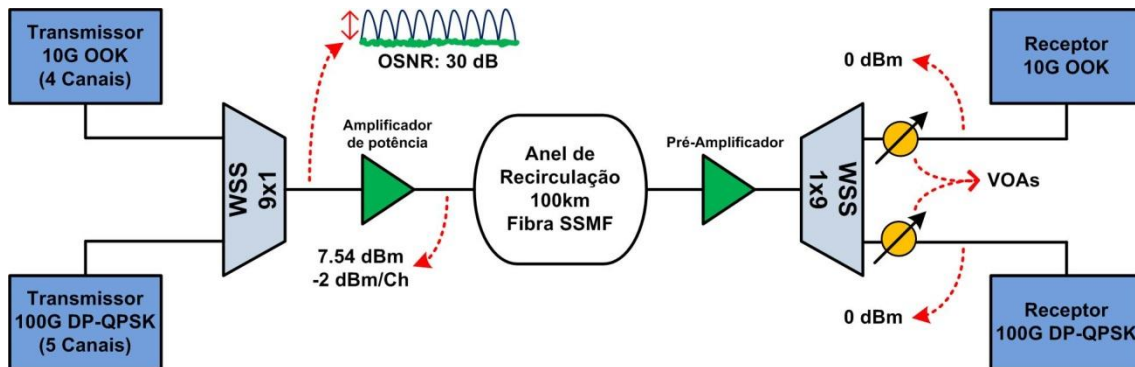 Transmissor
10G OOK
(4 Canais)
OSNR: 30 dB
WSS
9x1
Amplificador
de potência
7.54 dBm
-2 dBm/Ch
Transmissor
100G DP-QPSK
(5 Canais)
Anel de
Recirculação
100km
Fibra SSMF
Pré-Amplificador
WSS
1x9
0 dBm
Receptor
10G OOK
VOAs
0 dBm
Receptor
100G DP-QPSK